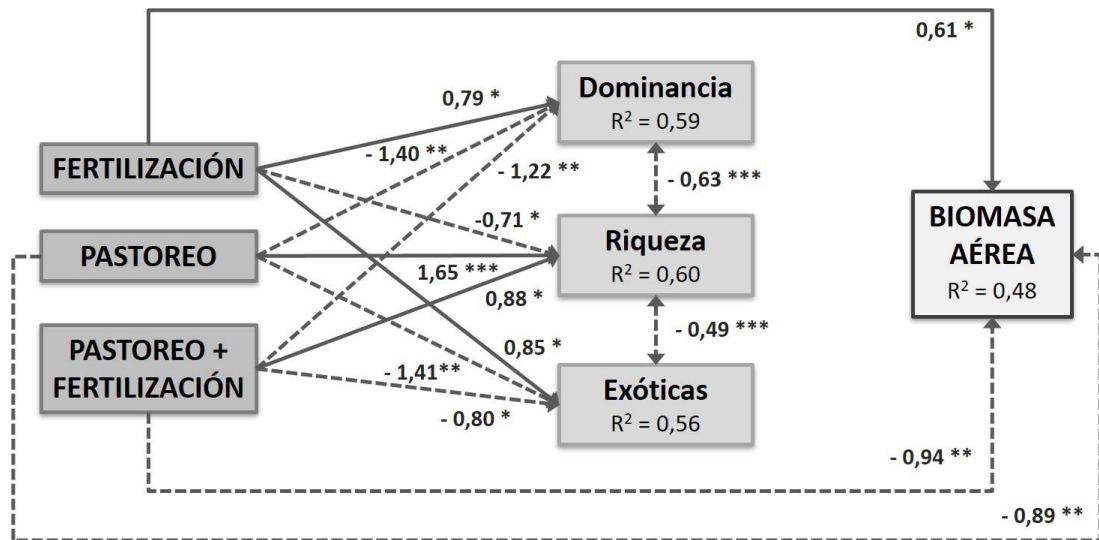 0,61 *
Dominancia
R² = 0,59
0,79 *
FERTILIZACIÓN
- 1,40 **
- 1,22 **
- 0,63 ***
-0,71 *
PASTOREO
1,65 ***
0,88 *
Riqueza
R² = 0,60
BIOMASA
AÉREA
R² = 0,48
PASTOREO +
FERTILIZACIÓN
0,85 *
- 1,41**
- 0,80 *
- 0,49 ***
Exóticas
R² = 0,56
- 0,94 **
- 0,89 **